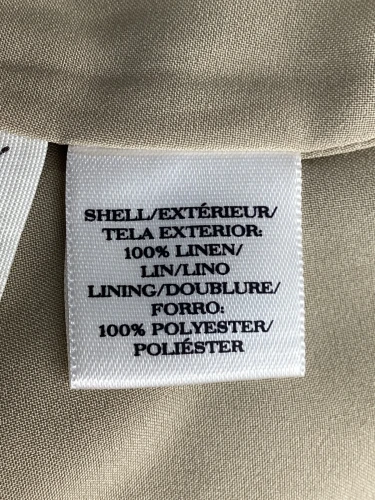 SHELL/EXTÉRIEUR/
TELA EXTERIOR:
100% LINEN/
LIN/LINO
LINING/DOUBLURE/
FORRO:
100% POLYESTER/
POLIÉSTER